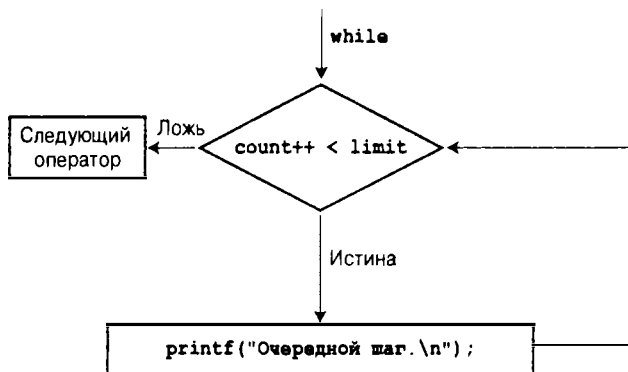 while
Ложь
Следующий
оператор
count++ < limit
Истина
printf("Очередной шаг.\n");